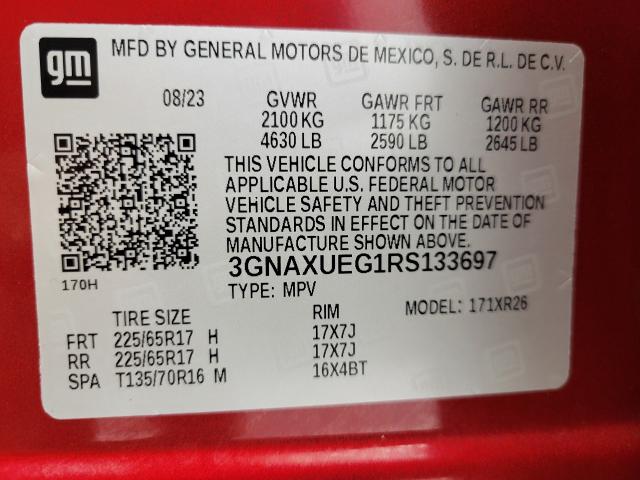 gm
MFD BY GENERAL MOTORS DE MEXICO, S. DE R.L. DE C.V.
08/23 GVWR GAWR FRT GAWR RR
2100 KG 1175 KG 1200 KG
4630 LB 2590 LB 2645 LB
THIS VEHICLE CONFORMS TO ALL
APPLICABLE U.S. FEDERAL MOTOR
VEHICLE SAFETY AND THEFT PREVENTION
STANDARDS IN EFFECT ON THE DATE OF
MANUFACTURE SHOWN ABOVE.
3GNAXUEG1RS133697
170H
TYPE: MPV MODEL: 171XR26
TIRE SIZE RIM
FRT 225/65R17 H 17X7J
RR 225/65R17 H 17X7J
SPA T135/70R16 M 16X4BT